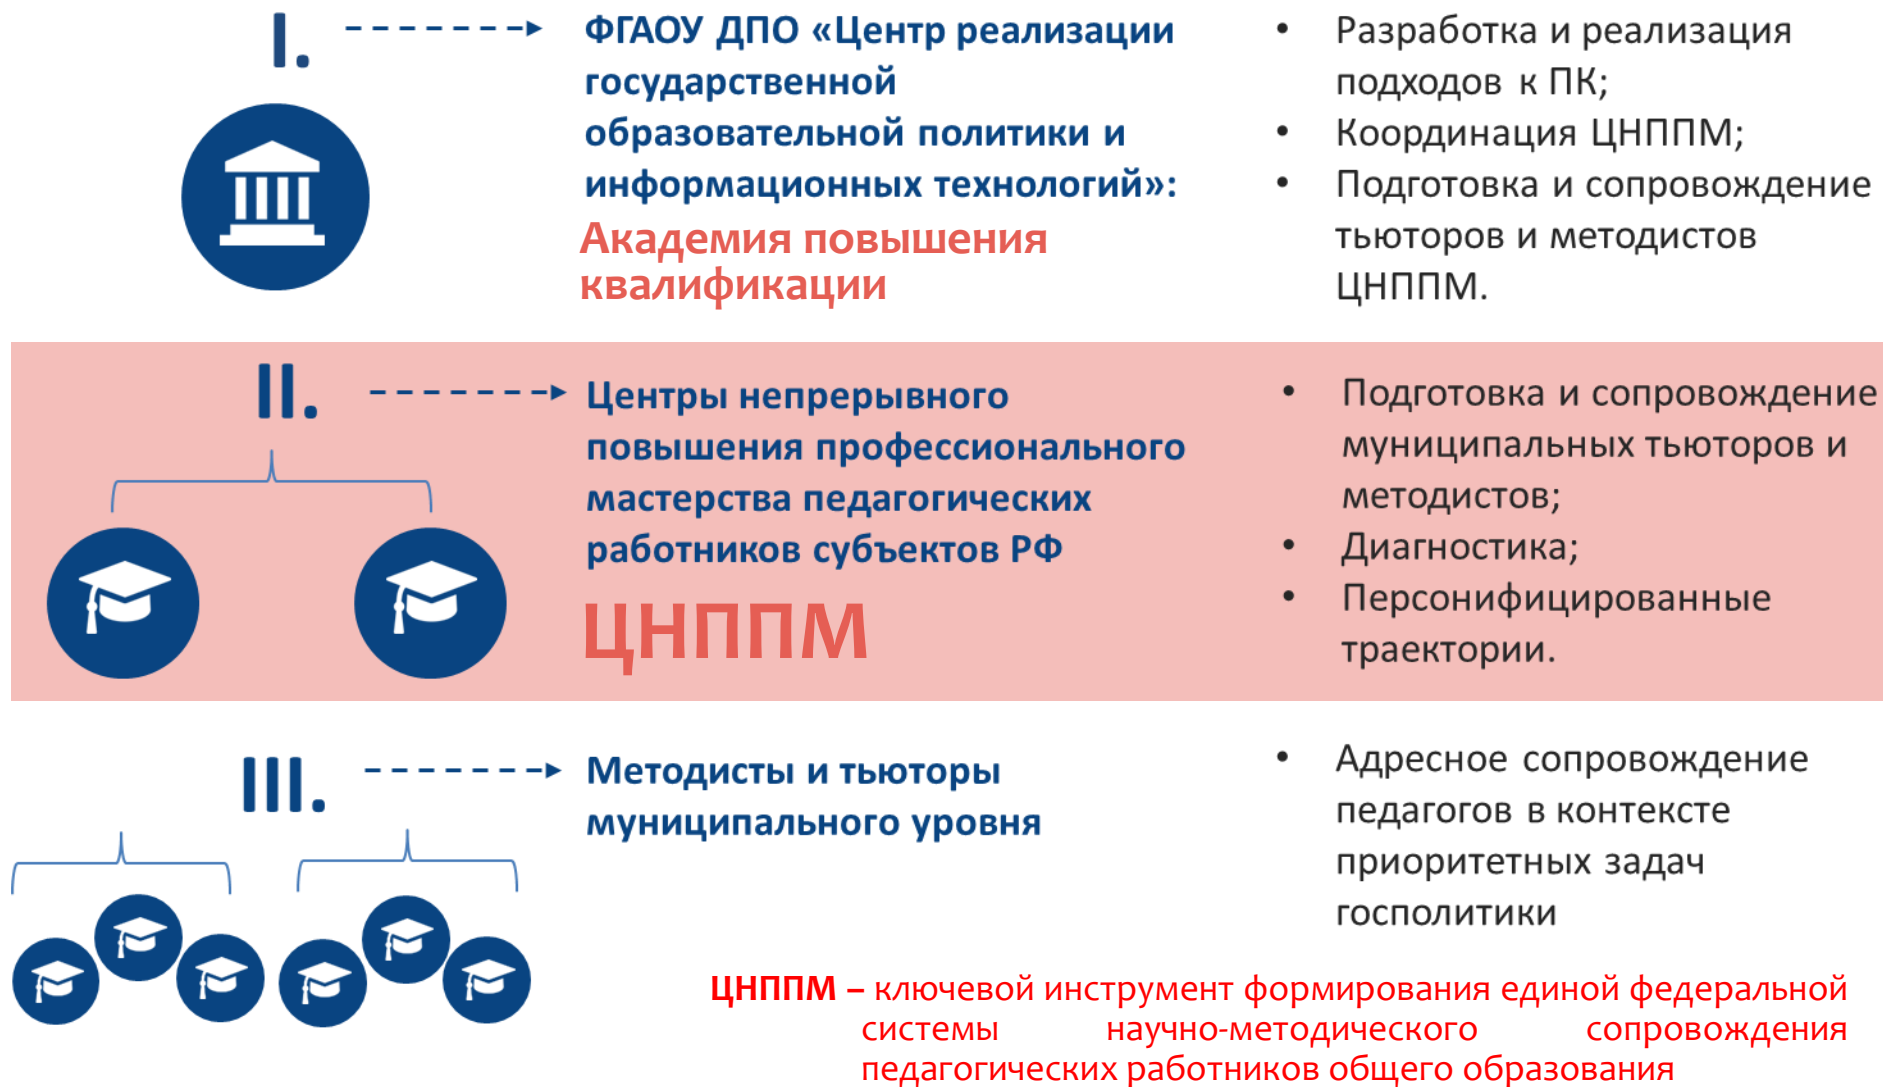 I.
ФГАОУ ДПО «Центр реализации
государственной
образовательной политики и
информационных технологий»:
Академия повышения
квалификации
• Разработка и реализация
подходов к ПК;
• Координация ЦНППМ;
• Подготовка и сопровождение
тьюторов и методистов
ЦНППМ.
II.
Центры непрерывного
повышения профессионального
мастерства педагогических
работников субъектов РФ
ЦНППМ
• Подготовка и сопровождение
муниципальных тьюторов и
методистов;
• Диагностика;
• Персонифицированные
траектории.
III.
Методисты и тьюторы
муниципального уровня
• Адресное сопровождение
педагогов в контексте
приоритетных задач
госполитики
ЦНППМ – ключевой инструмент формирования единой федеральной
системы научно-методического сопровождения
педагогических работников общего образования